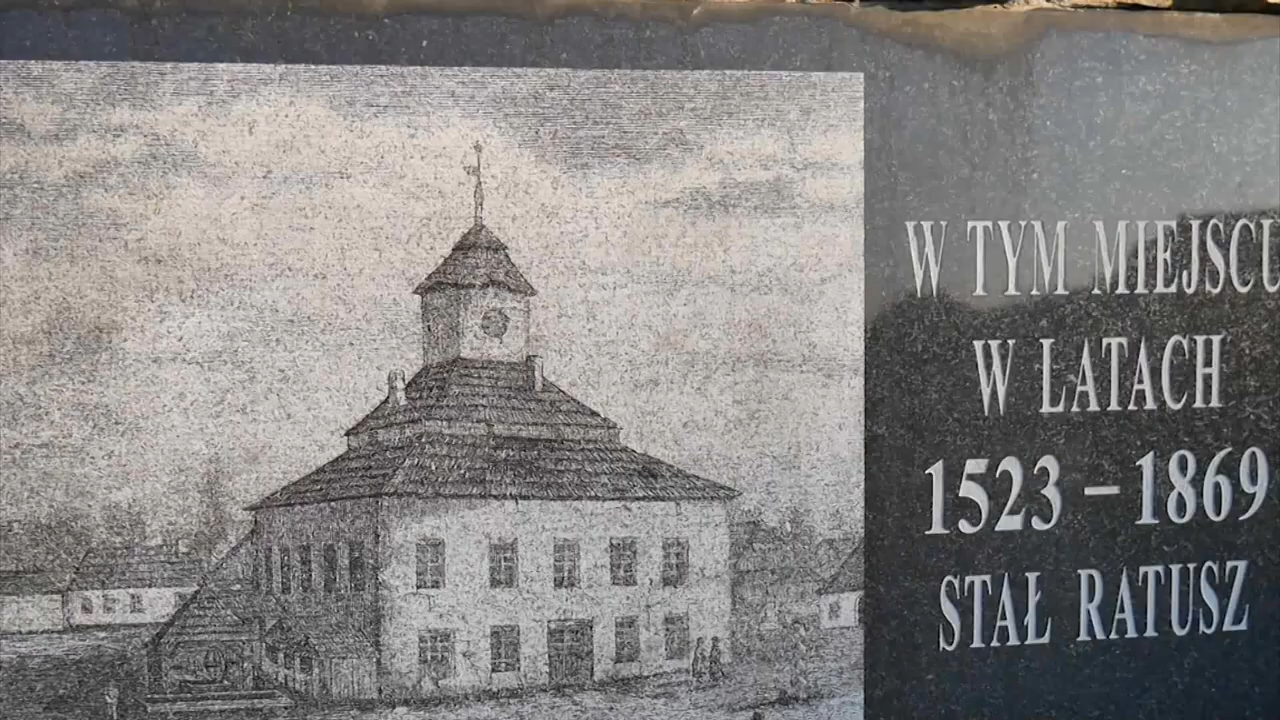 W TYM MIEJSCU
W LATACH
1523 – 1869
STAŁ RATUSZ